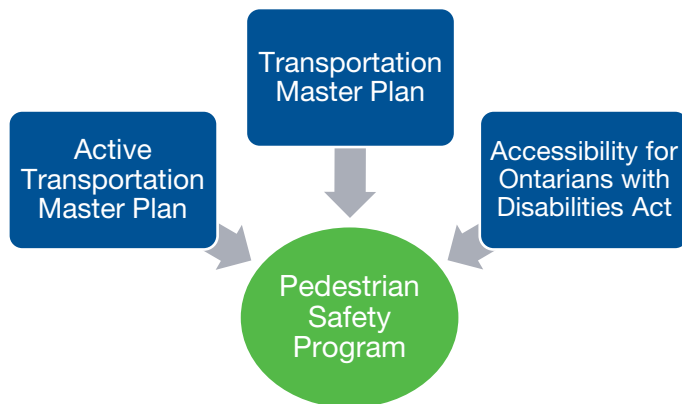 Transportation
Master Plan
Active
Transportation
Master Plan
Accessibility for
Ontarians with
Disabilities Act
Pedestrian
Safety
Program